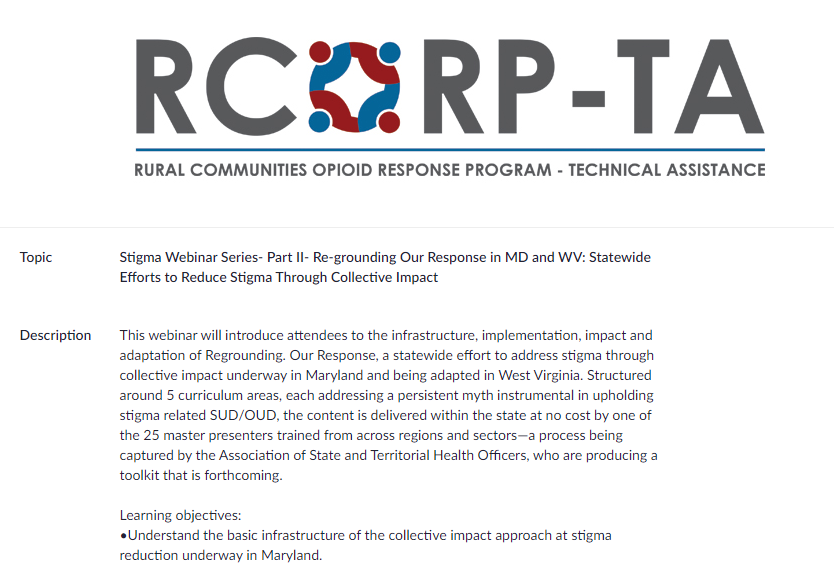 RCORP-TA
RURAL COMMUNITIES OPIOID RESPONSE PROGRAM - TECHNICAL ASSISTANCE
Topic
Stigma Webinar Series- Part II- Re-grounding Our Response in MD and WV: Statewide
Efforts to Reduce Stigma Through Collective Impact
Description
This webinar will introduce attendees to the infrastructure, implementation, impact and
adaptation of Regrounding. Our Response, a statewide effort to address stigma through
collective impact underway in Maryland and being adapted in West Virginia. Structured
around 5 curriculum areas, each addressing a persistent myth instrumental in upholding
stigma related SUD/OUD, the content is delivered within the state at no cost by one of
the 25 master presenters trained from across regions and sectors—a process being
captured by the Association of State and Territorial Health Officers, who are producing a
toolkit that is forthcoming.
Learning objectives:
•Understand the basic infrastructure of the collective impact approach at stigma
reduction underway in Maryland.